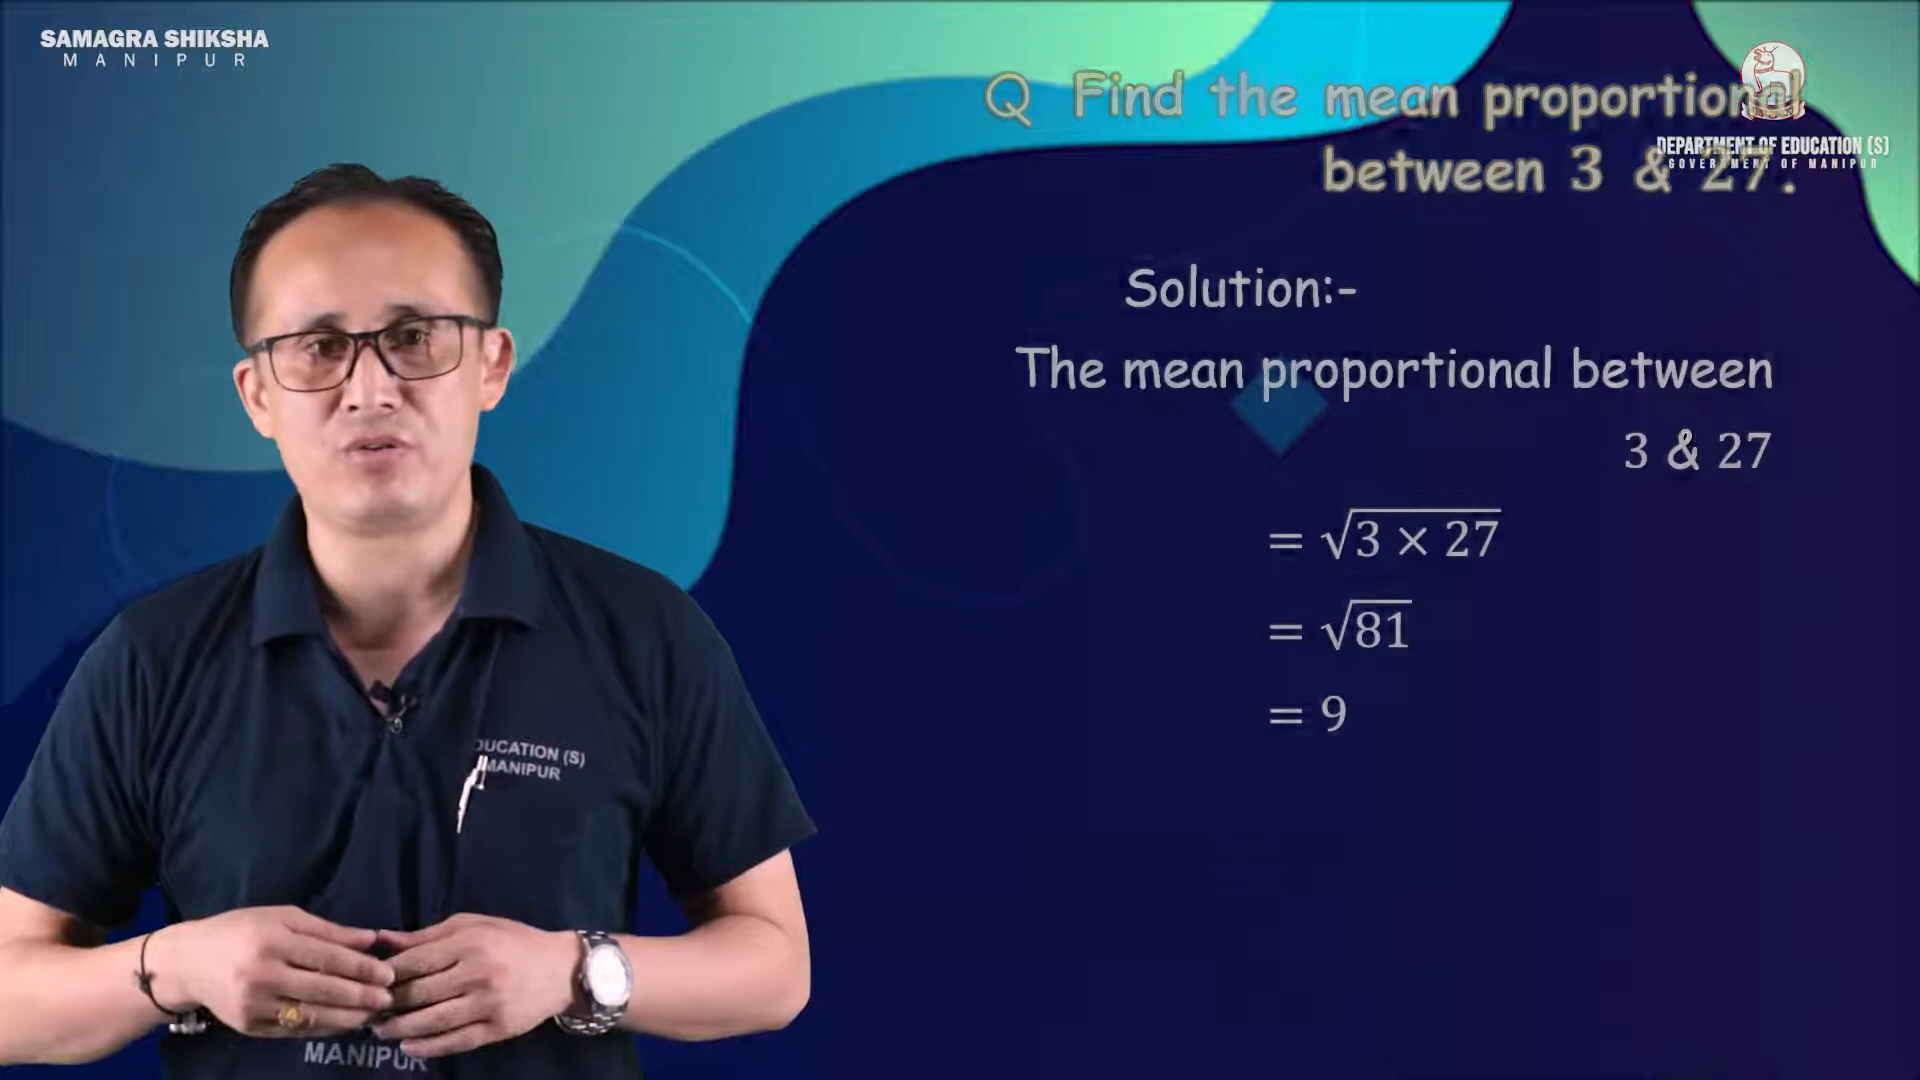 SAMAGRA SHIKSHA
MANIPUR
Q Find the mean proportional
between 3 & 27.
DEPARTMENT OF EDUCATION (S)
GOVERNMENT OF MANIPUR
Solution:-
The mean proportional between
3 & 27
= √3 × 27
= √81
= 9
DUCATION (S)
MANIPUR
MANIPUR